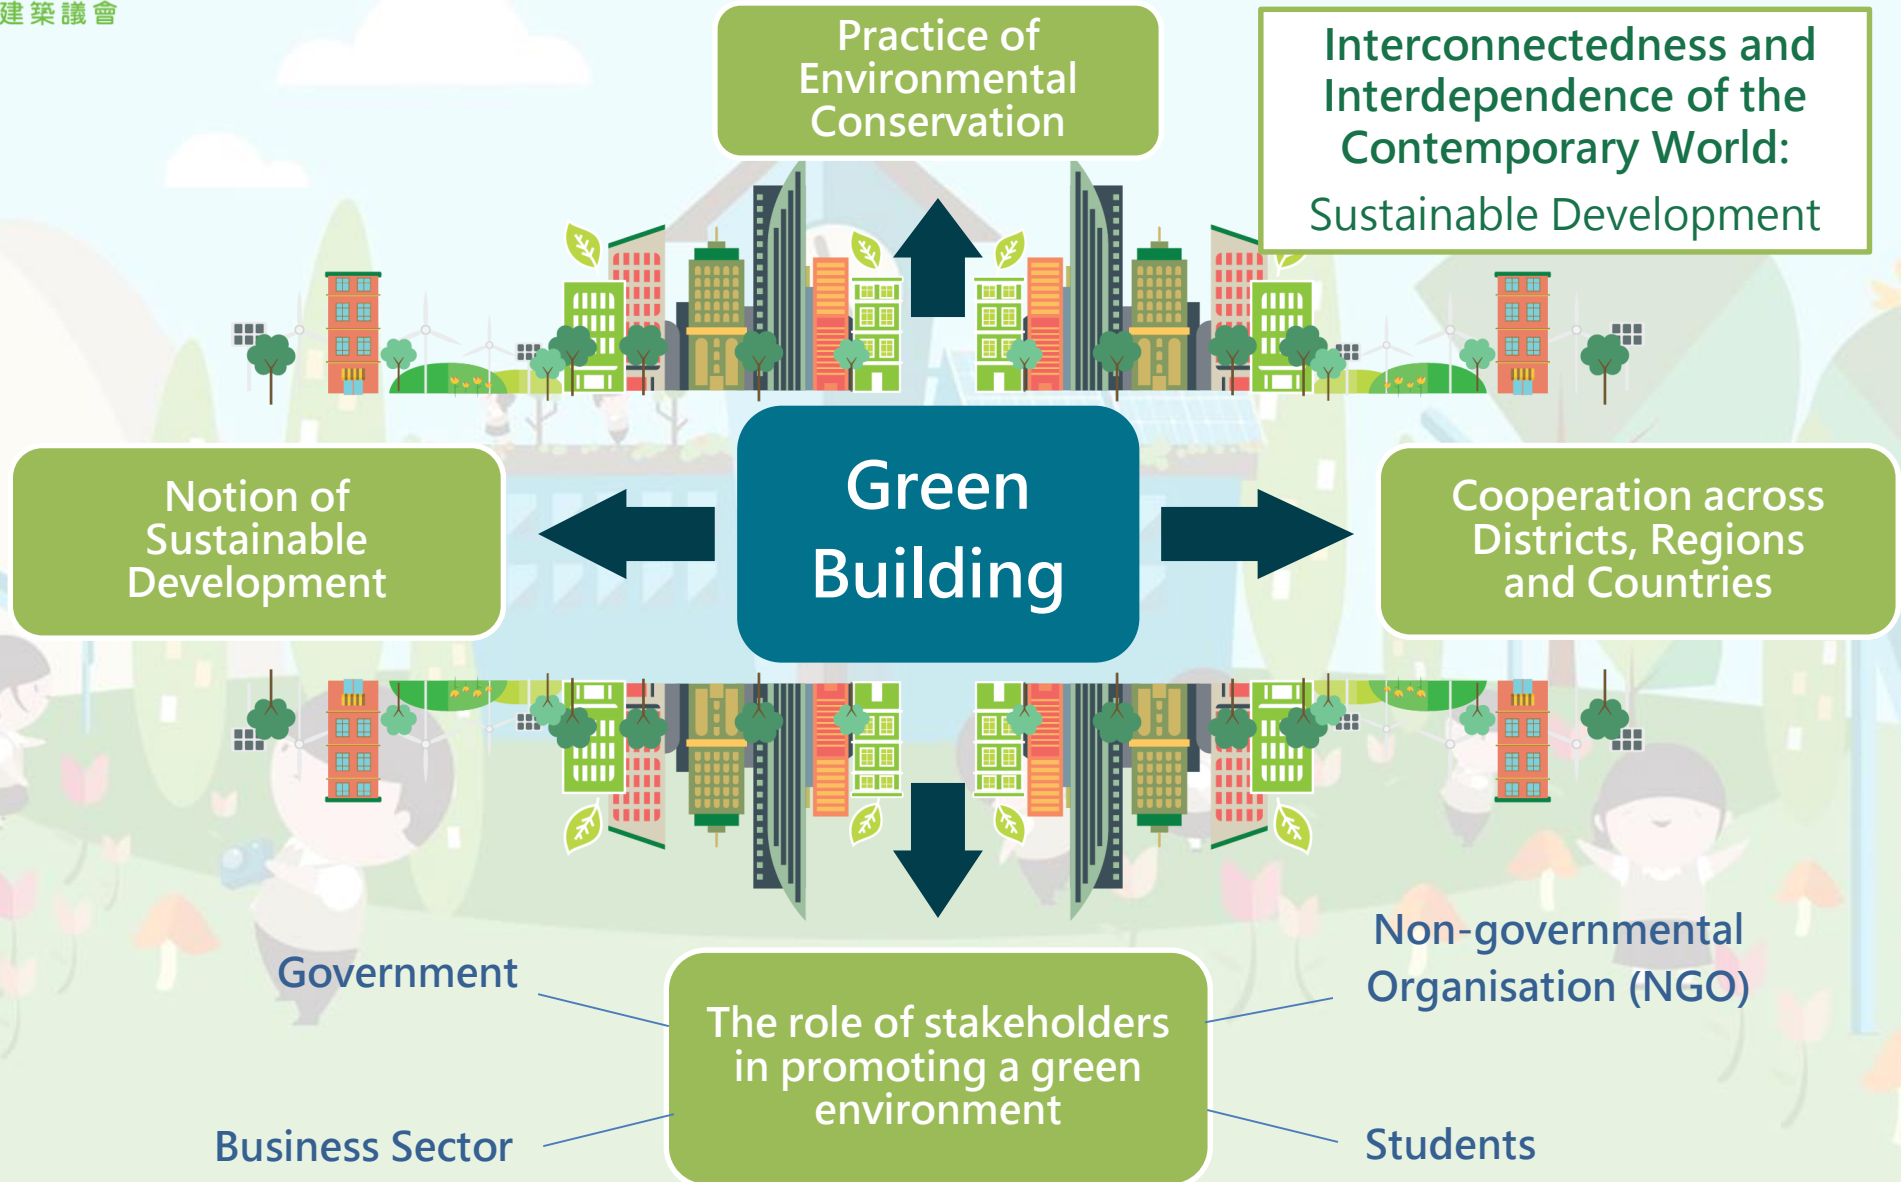 建築議會
Practice of
Environmental
Conservation
Interconnectedness and
Interdependence of the
Contemporary World:
Sustainable Development
Notion of
Sustainable
Development
Green
Building
Cooperation across
Districts, Regions
and Countries
Government
Non-governmental
Organisation (NGO)
The role of stakeholders
in promoting a green
environment
Business Sector
Students